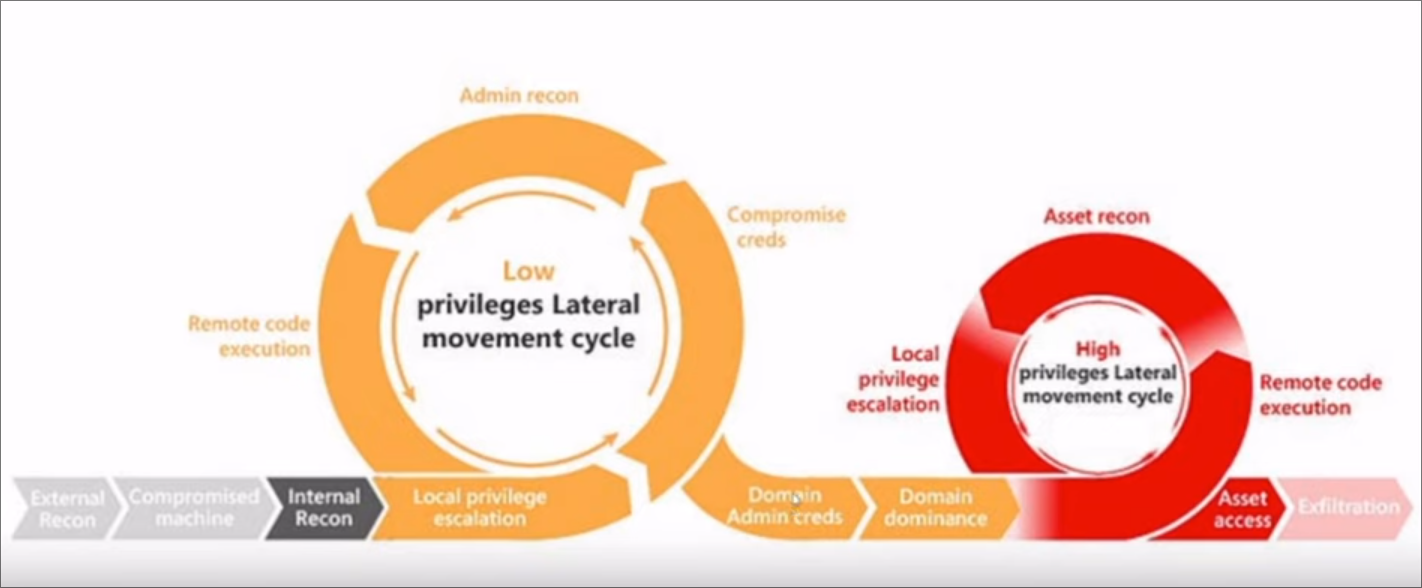 Admin recon
Compromise
creds
Low
privileges Lateral
movement cycle
Remote code
execution
Asset recon
High
privileges Lateral
movement cycle
Local
privilege
escalation
Remote code
execution
External
Recon
Compromised
machine
Internal
Recon
Local privilege
escalation
Domain
Admin creds
Domain
dominance
Asset
access
Exfiltration